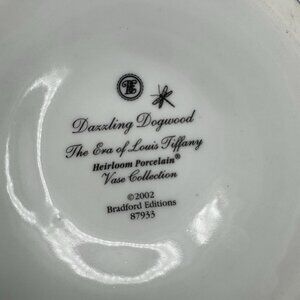 Dazzling Dogwood
The Era of Louis Tiffany
Heirloom Porcelain®
Vase Collection
©2002
Bradford Editions
87933